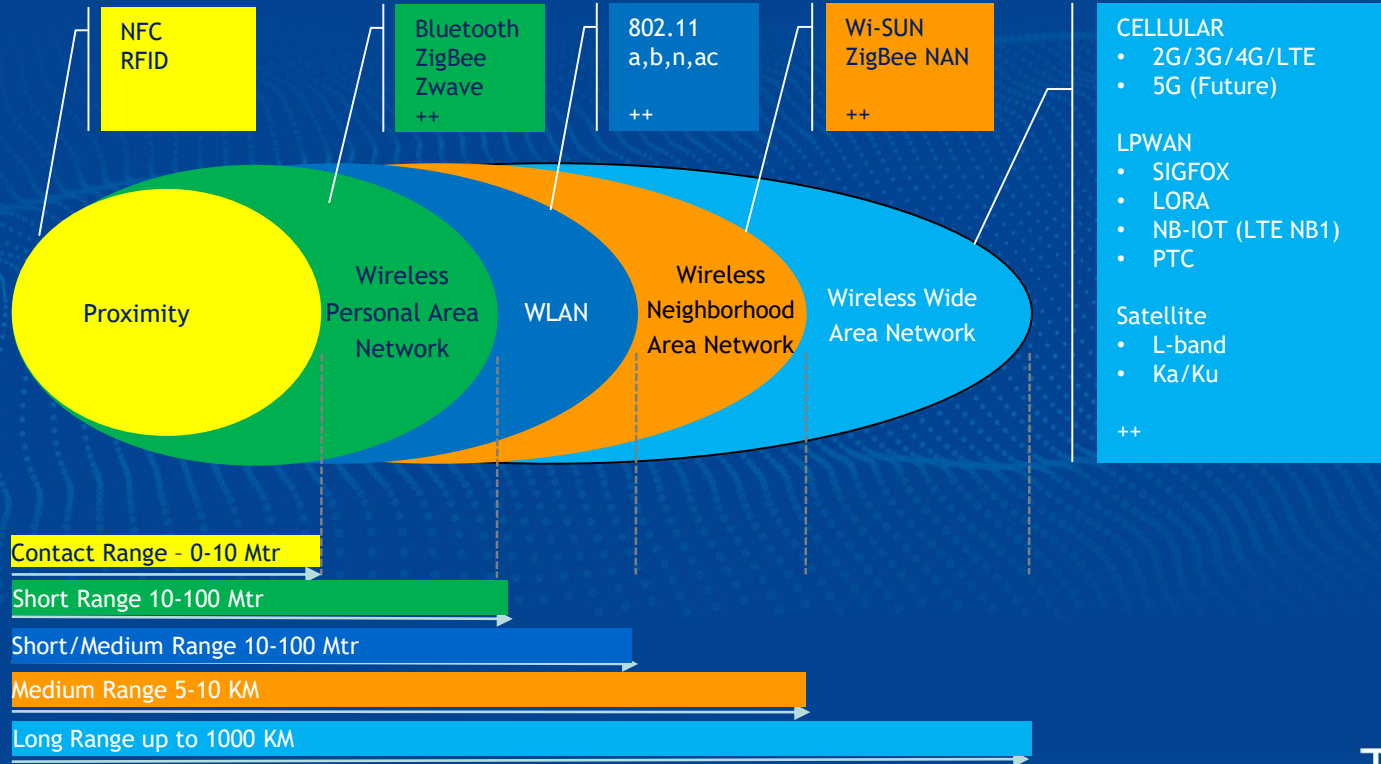 NFC
RFID
Bluetooth
ZigBee
Zwave
++
802.11
a,b,n,ac
++
Wi-SUN
ZigBee NAN
++
CELLULAR
• 2G/3G/4G/LTE
• 5G (Future)
LPWAN
• SIGFOX
• LORA
• NB-IOT (LTE NB1)
• PTC
Satellite
• L-band
• Ka/Ku
++
Proximity
Wireless
Personal Area
Network
WLAN
Wireless
Neighborhood
Area Network
Wireless Wide
Area Network
Contact Range - 0-10 Mtr
Short Range 10-100 Mtr
Short/Medium Range 10-100 Mtr
Medium Range 5-10 KM
Long Range up to 1000 KM